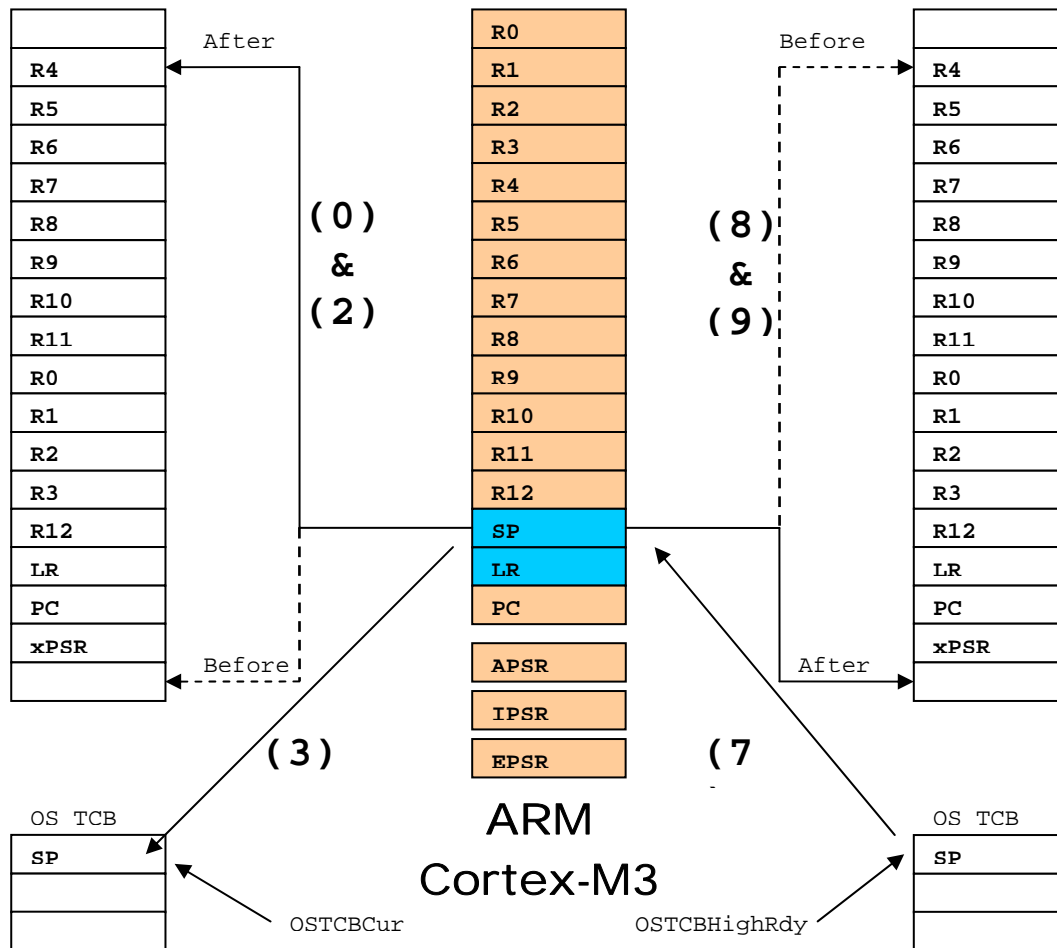 After
R4
R5
R6
R7
R8
R9
R10
R11
R0
R1
R2
R3
R12
LR
PC
xPSR
Before
(0)
&
(2)
(3)
OS TCB
SP
OSTCBCur
R0
R1
R2
R3
R4
R5
R6
R7
R8
R9
R10
R11
R12
SP
LR
PC
APSR
IPSR
EPSR
ARM
Cortex-M3
Before
(8)
&
(9)
R4
R5
R6
R7
R8
R9
R10
R11
R0
R1
R2
R3
R12
LR
PC
xPSR
After
(7
OS TCB
SP
OSTCBHighRdy